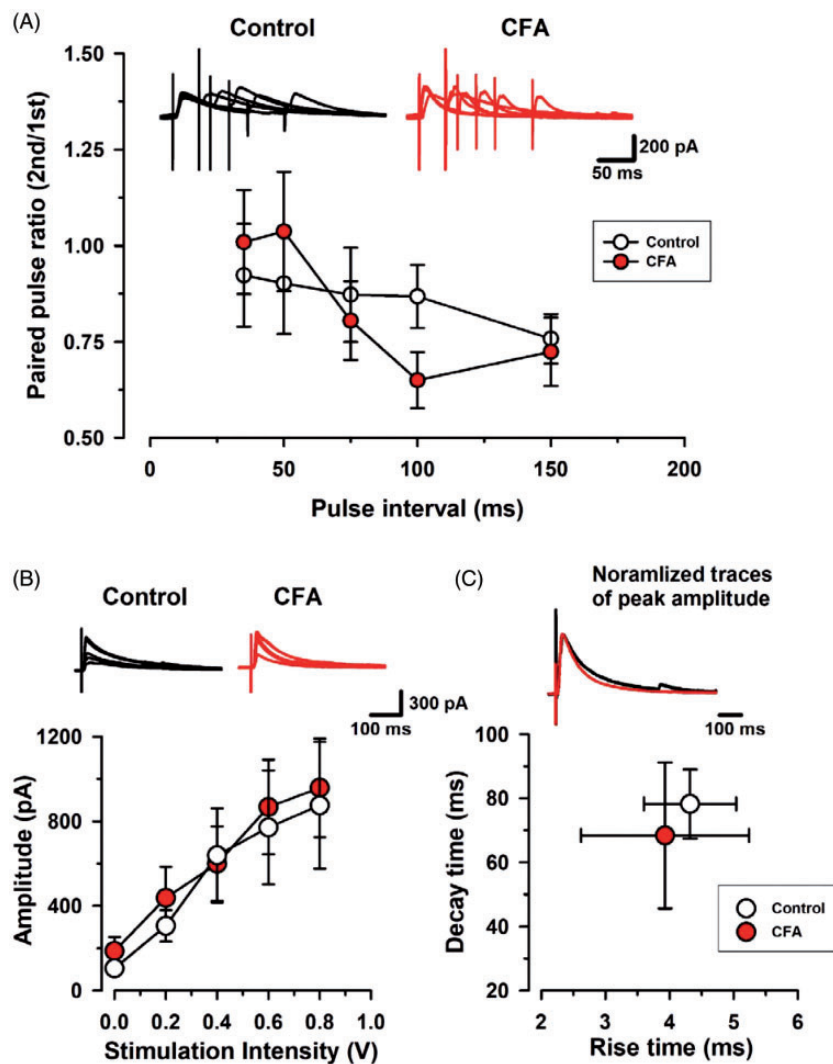 (A)
Control CFA
1.50
1.25
1.00
0.75
0.50
Paired pulse ratio (2nd/1st)
200 pA
50 ms
Control
CFA
0 50 100 150 200
Pulse interval (ms)
(B)
Control CFA
300 pA
100 ms
1200
800
400
0
Amplitude (pA)
0.0 0.2 0.4 0.6 0.8 1.0
Stimulation Intensity (V)
(C)
Noramlized traces
of peak amplitude
100 ms
100
80
60
40
20
Decay time (ms)
Control
CFA
2 3 4 5 6
Rise time (ms)